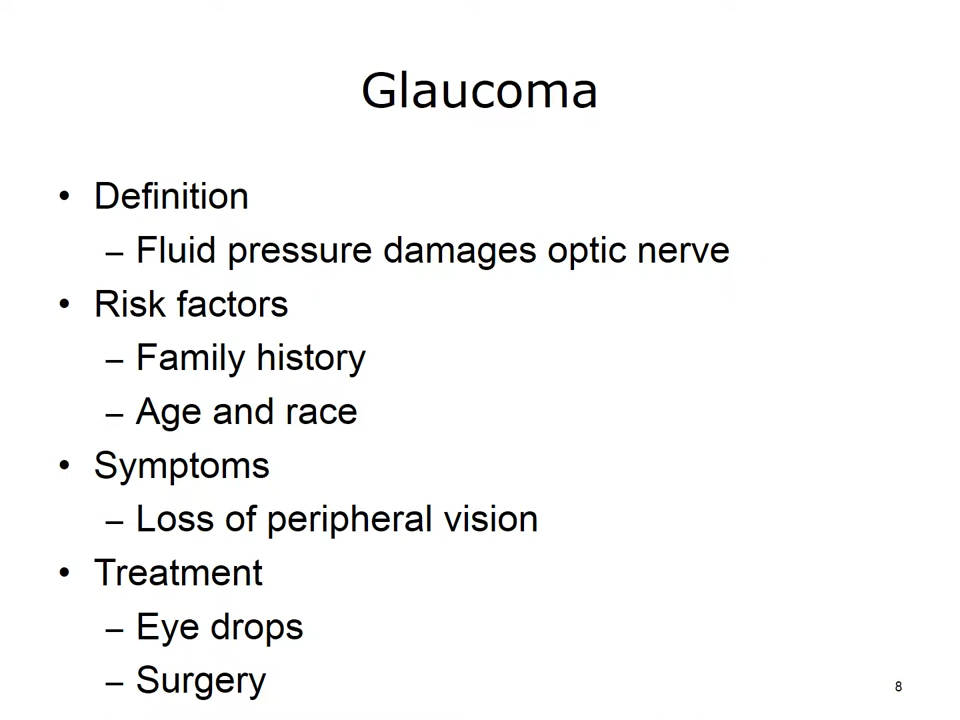 Glaucoma
• Definition
– Fluid pressure damages optic nerve
• Risk factors
– Family history
– Age and race
• Symptoms
– Loss of peripheral vision
• Treatment
– Eye drops
– Surgery
8